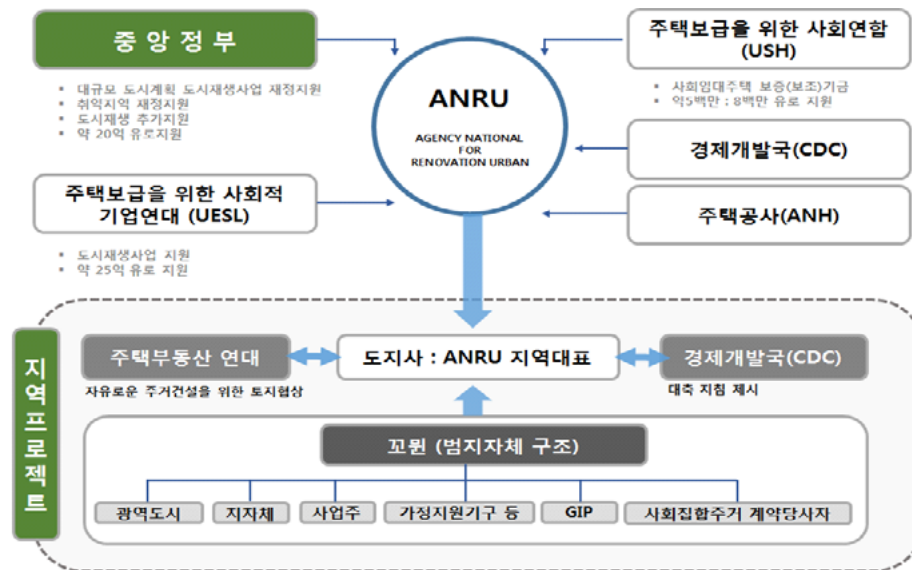 중앙정부
▪ 대규모 도시계획 도시재생사업 재정지원
▪ 취약지역 재정지원
▪ 도시재생 추가지원
▪ 약 20억 유로지원
주택보급을 위한 사회적
기업연대 (UESL)
▪ 도시재생사업 지원
▪ 약 25억 유로 지원
ANRU
AGENCY NATIONAL
FOR
RENOVATION URBAN
주택보급을 위한 사회연합
(USH)
▪ 사회임대주택 보증(보조)기금
▪ 억5백만 : 8백만 유로 지원
경제개발국(CDC)
주택공사(ANH)
지역프로젝트
주택부동산 연대
자유로운 주거건설을 위한 토지협상
도지사 : ANRU 지역대표
경제개발국(CDC)
대축 지침 제시
꼬뮌 (범지자체 구조)
광역도시
지자체
사업주
가정지원기구 등
GIP
사회집합주거 계약당사자